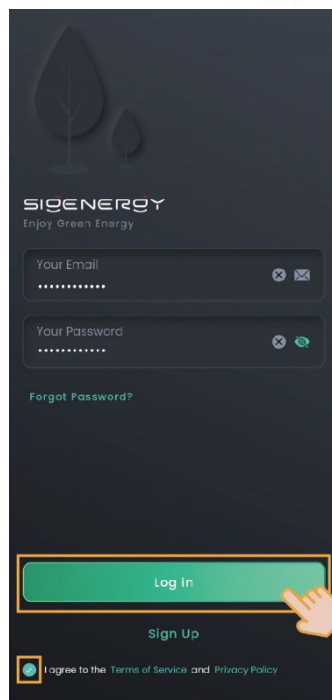 SIGENERGY
Enjoy Green Energy
Your Email
••••••••••••
Your Password
••••••••••••
Forgot Password?
Log In
Sign Up
I agree to the Terms of Service and Privacy Policy